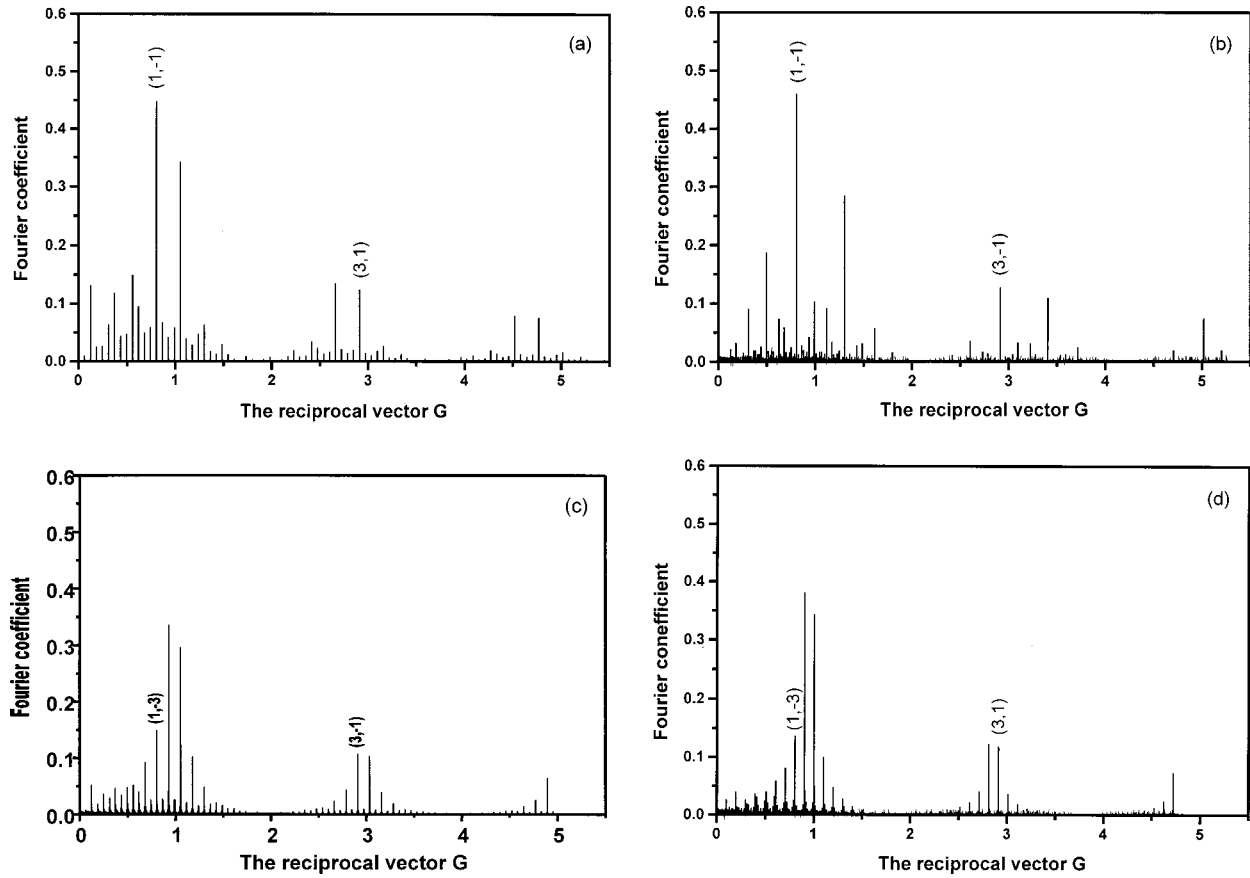 0.6
(a)
(1,-1)
0.5
0.4
0.3
0.2
(3,1)
0.1
0.0
0 1 2 3 4 5
Fourier coefficient
The reciprocal vector G
0.6
(b)
(1,-1)
0.5
0.4
0.3
0.2
(3,-1)
0.1
0.0
0 1 2 3 4 5
Fourier conefficient
The reciprocal vector G
0.6
(c)
0.5
0.4
0.3
0.2
(1,-3)
(3,-1)
0.1
0.0
0 1 2 3 4 5
Fourier coefficient
The reciprocal vector G
0.6
(d)
0.5
0.4
0.3
0.2
(1,-3)
(3,1)
0.1
0.0
0 1 2 3 4 5
Fourier conefficient
The reciprocal vector G